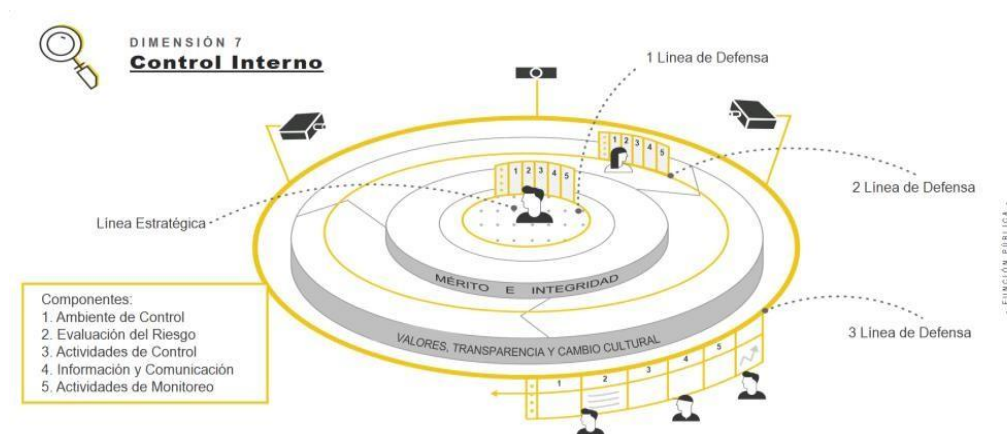 DIMENSIÓN 7
Control Interno
1 Linea de Defensa
1 2 3 4 5
1 2 3 4 5
2 Línea de Defensa
Línea Estratégica
MÉRITO E INTEGRIDAD
- FUNCIÓN PÚBLICA -
Componentes:
1. Ambiente de Control
2. Evaluación del Riesgo
3. Actividades de Control
4. Información y Comunicación
5. Actividades de Monitoreo
VALORES, TRANSPARENCIA Y CAMBIO CULTURAL
3 Línea de Defensa
1 2 3 4 5